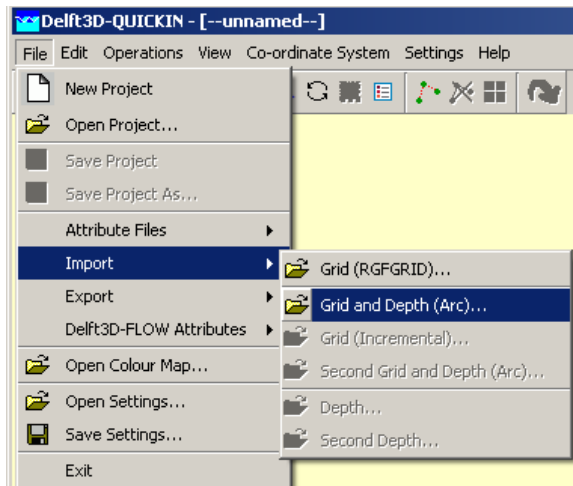 Delft3D-QUICKIN - [--unnamed--]
File Edit Operations View Co-ordinate System Settings Help
New Project
Open Project...
Save Project
Save Project As...
Attribute Files
Import
Grid (RGFGRID)...
Export
Grid and Depth (Arc)...
Delft3D-FLOW Attributes
Grid (Incremental)...
Open Colour Map...
Second Grid and Depth (Arc)...
Open Settings...
Depth...
Save Settings...
Second Depth...
Exit